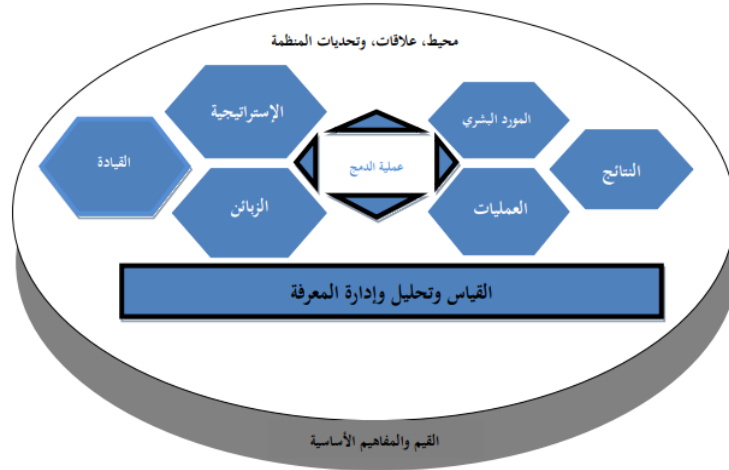 محيط، علاقات، وتحديات المنظمة
الإستراتيجية
المورد البشري
القيادة
عملية الدمج
النتائج
الزبائن
العمليات
القياس وتحليل وإدارة المعرفة
القيم والمفاهيم الأساسية